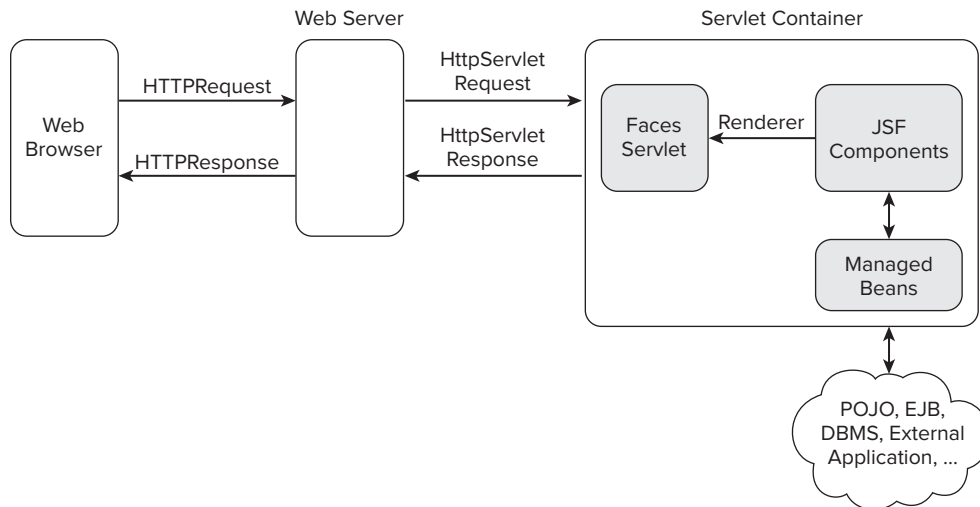 Web Server
Servlet Container
Web
Browser
HTTPRequest
HTTPResponse
HttpServlet
Request
HttpServlet
Response
Faces
Servlet
Renderer
JSF
Components
Managed
Beans
POJO, EJB,
DBMS, External
Application, ...